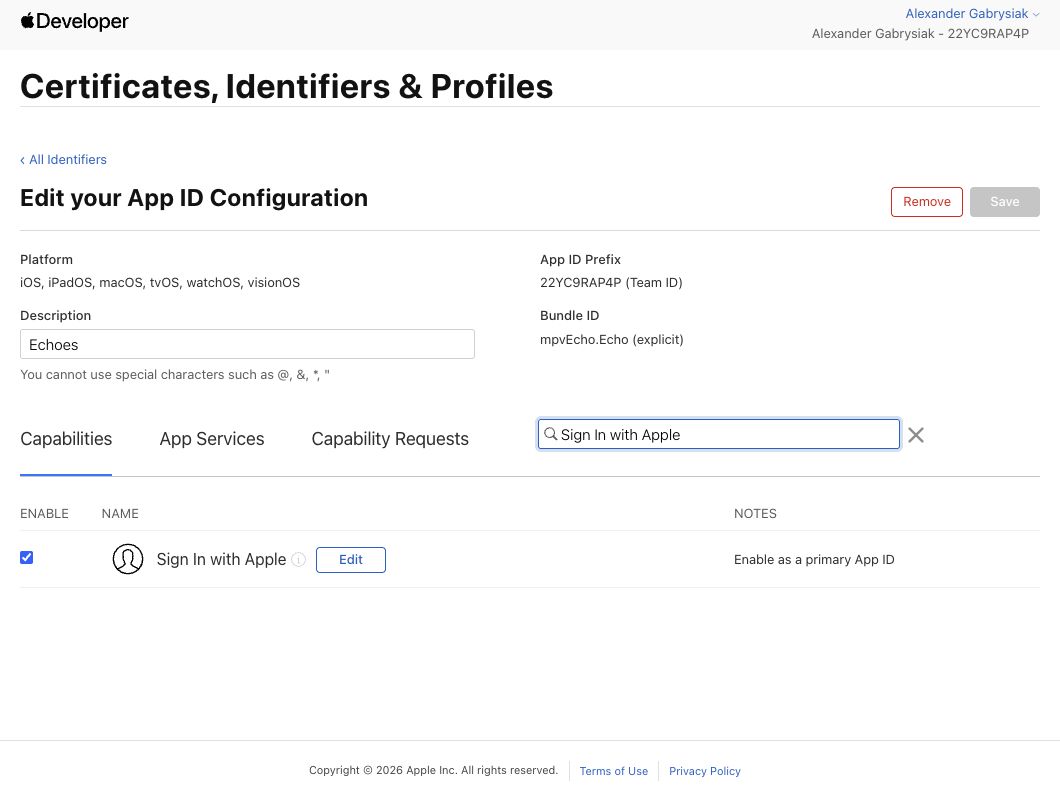 Developer
Alexander Gabrysiak
Alexander Gabrysiak - 22YC9RAP4P
Certificates, Identifiers & Profiles
‹ All Identifiers
Edit your App ID Configuration
Remove
Save
Platform
iOS, iPadOS, macOS, tvOS, watchOS, visionOS
App ID Prefix
22YC9RAP4P (Team ID)
Description
Echoes
You cannot use special characters such as @, &, *, "
Bundle ID
mpvEcho.Echo (explicit)
Capabilities
App Services
Capability Requests
Sign In with Apple
ENABLE
NAME
NOTES
Sign In with Apple
Edit
Enable as a primary App ID
Copyright © 2026 Apple Inc. All rights reserved.
Terms of Use
Privacy Policy